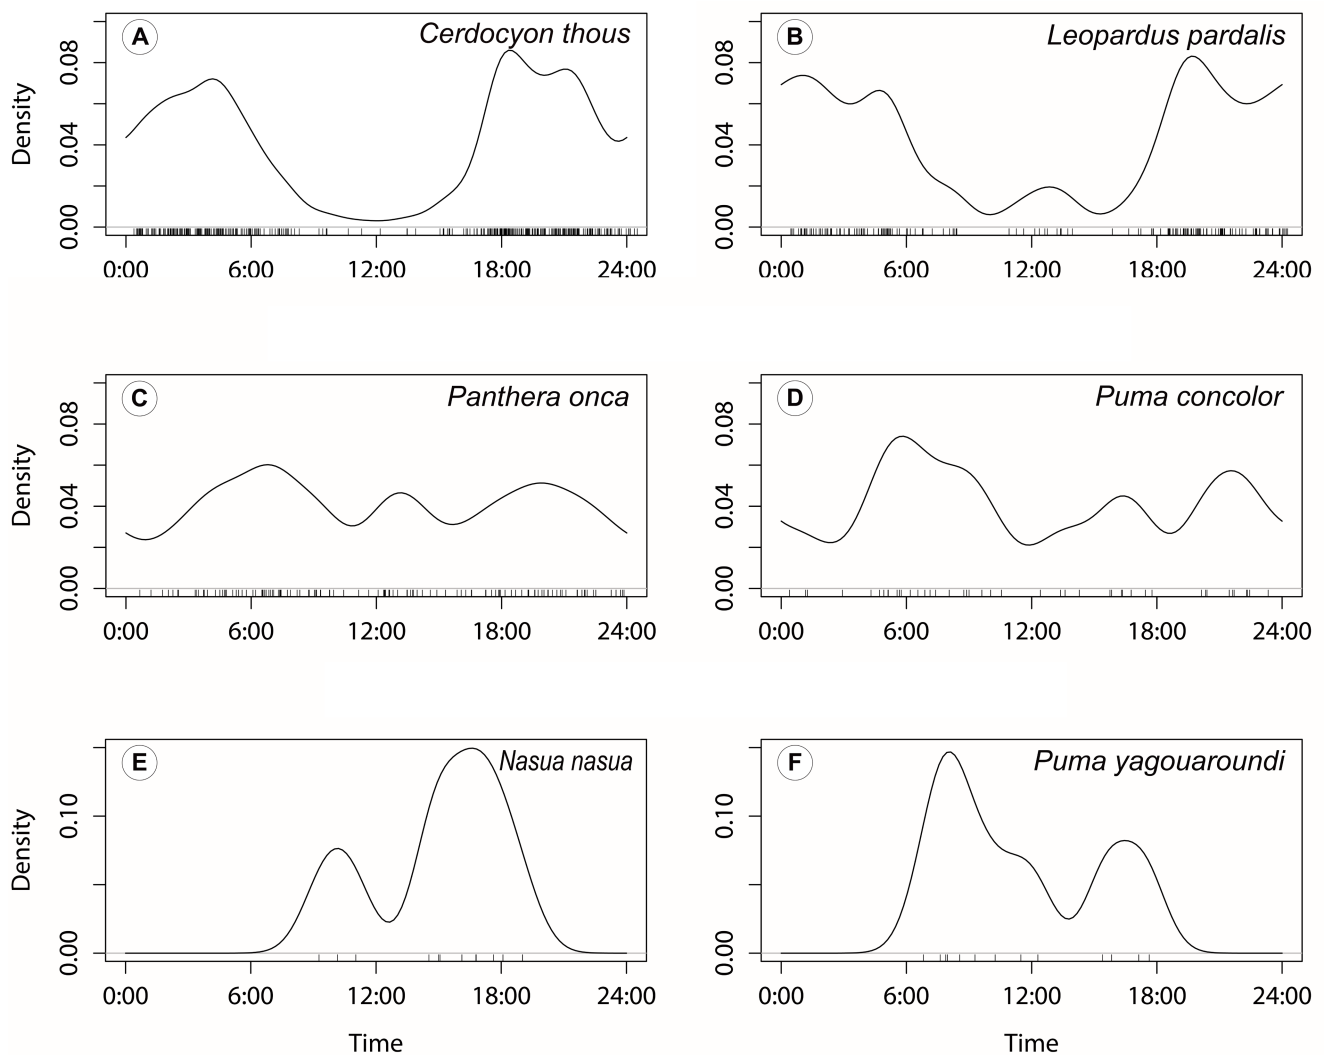 A
Cerdocyon thous
Density
0.08
0.04
0.00
0:00 6:00 12:00 18:00 24:00
B
Leopardus pardalis
0.08
0.04
0.00
0:00 6:00 12:00 18:00 24:00
C
Panthera onca
Density
0.08
0.04
0.00
0:00 6:00 12:00 18:00 24:00
D
Puma concolor
0.08
0.04
0.00
0:00 6:00 12:00 18:00 24:00
E
Nasua nasua
Density
0.10
0.00
0:00 6:00 12:00 18:00 24:00
Time
F
Puma yagouaroundi
0.10
0.00
0:00 6:00 12:00 18:00 24:00
Time